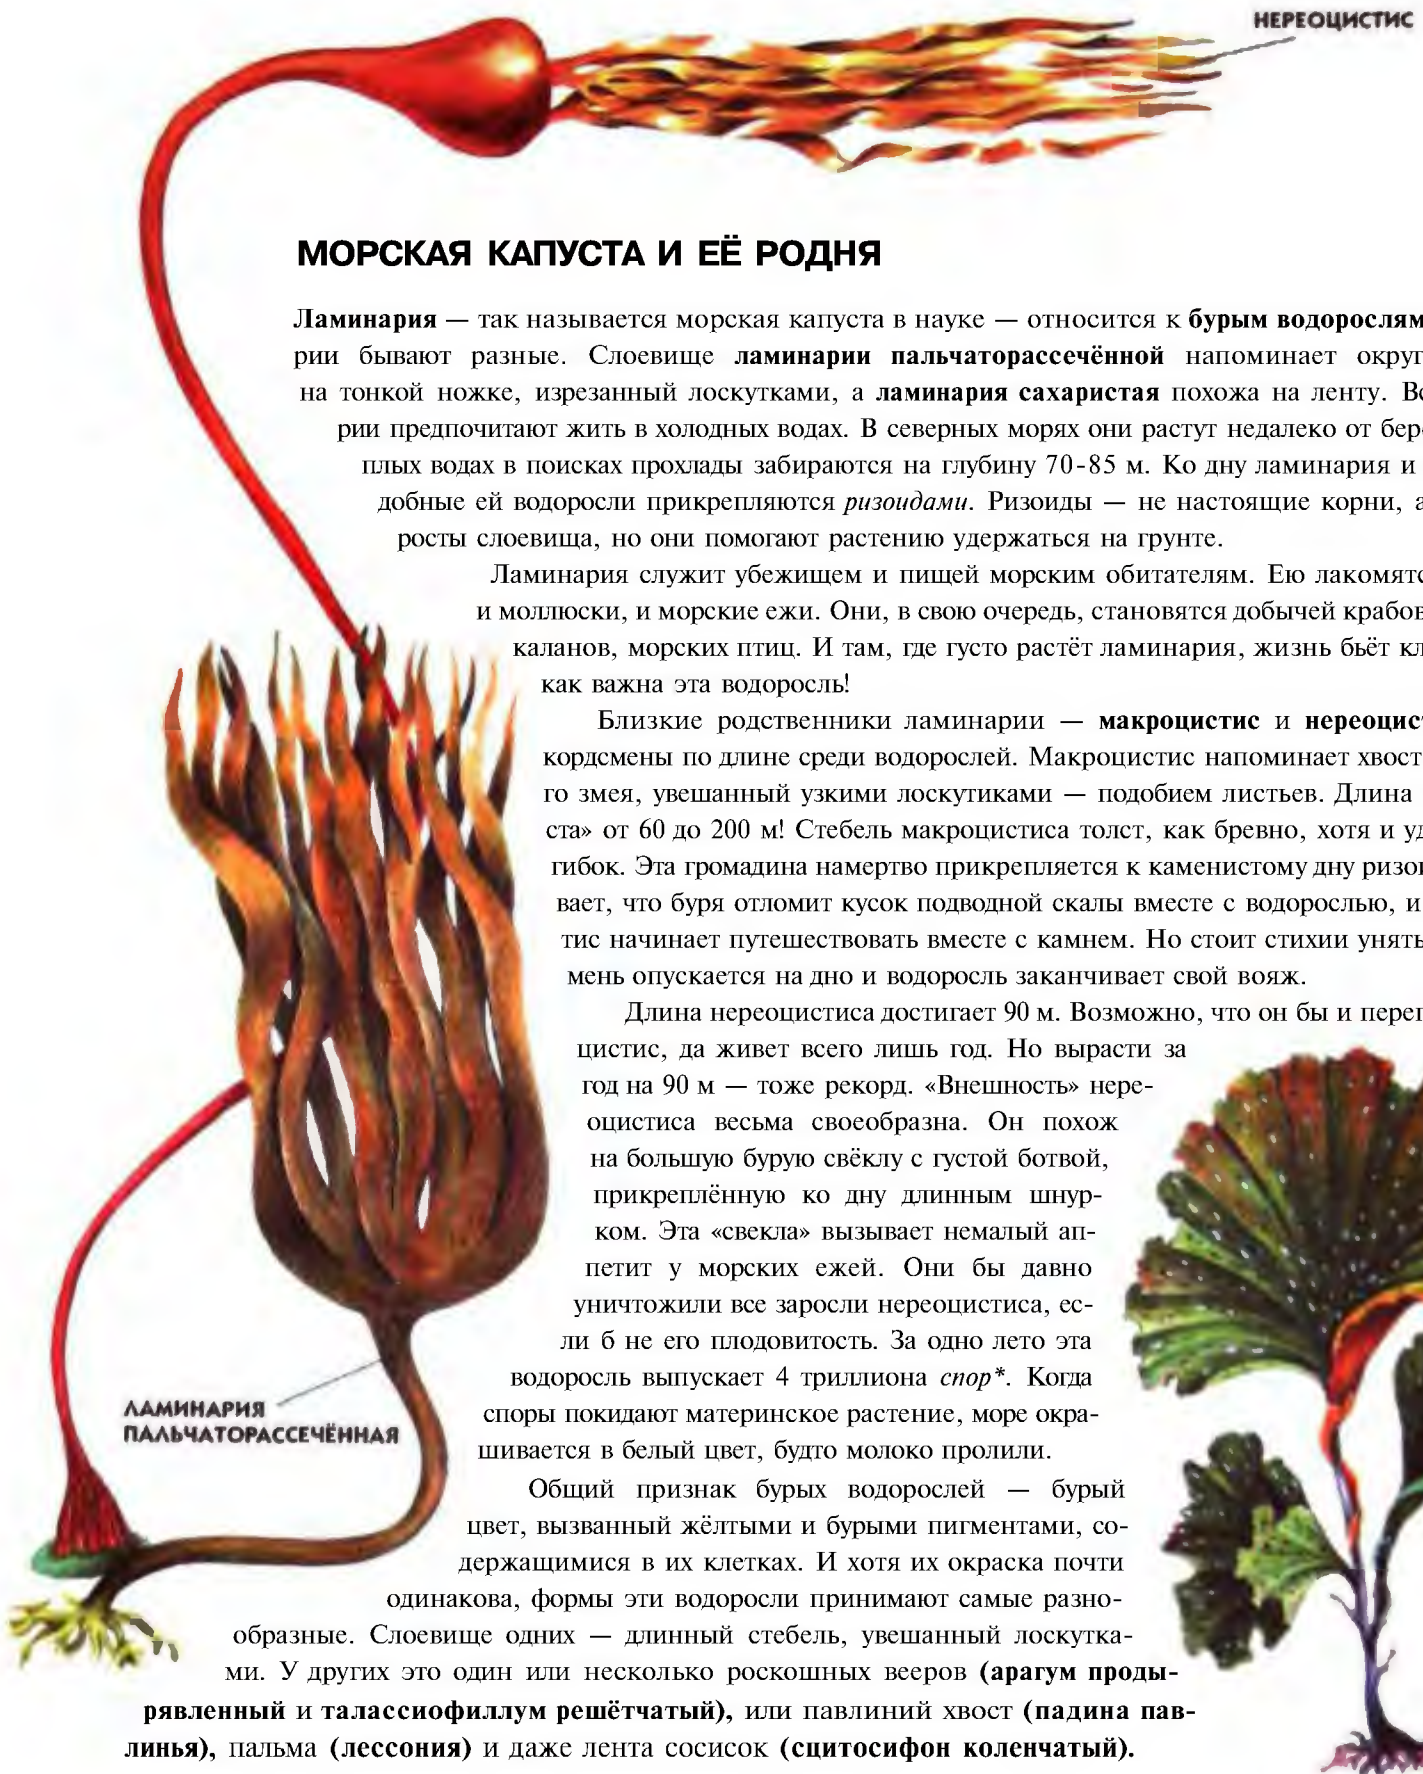 НЕРЕОЦИСТИС
МОРСКАЯ КАПУСТА И ЕЁ РОДНЯ
Ламинария — так называется морская капуста в науке — относится к бурым водорослям
рии бывают разные. Слоевище ламинарии пальчаторассечённой напоминает округ
на тонкой ножке, изрезанный лоскутками, а ламинария сахаристая похожа на ленту. Вс
рии предпочитают жить в холодных водах. В северных морях они растут недалеко от бер
плых водах в поисках прохлады забираются на глубину 70-85 м. Ко дну ламинария и
добные ей водоросли прикрепляются ризоидами. Ризоиды — не настоящие корни, а
росты слоевища, но они помогают растению удержаться на грунте.
Ламинария служит убежищем и пищей морским обитателям. Ею лакомятс
и моллюски, и морские ежи. Они, в свою очередь, становятся добычей крабов
каланов, морских птиц. И там, где густо растёт ламинария, жизнь бьёт кл
как важна эта водоросль!
Близкие родственники ламинарии — макроцистис и нереоцист
кордсмены по длине среди водорослей. Макроцистис напоминает хвост
го змея, увешанный узкими лоскутиками — подобием листьев. Длина
ста» от 60 до 200 м! Стебель макроцистиса толст, как бревно, хотя и уд
гибок. Эта громадина намертво прикрепляется к каменистому дну ризои
вает, что буря отломит кусок подводной скалы вместе с водорослью, и
тис начинает путешествовать вместе с камнем. Но стоит стихии унять
мень опускается на дно и водоросль заканчивает свой вояж.
Длина нереоцистиса достигает 90 м. Возможно, что он бы и перег
цистис, да живет всего лишь год. Но вырасти за
год на 90 м — тоже рекорд. «Внешность» нере-
оцистиса весьма своеобразна. Он похож
на большую бурую свёклу с густой ботвой,
прикреплённую ко дну длинным шнур-
ком. Эта «свекла» вызывает немалый ап-
петит у морских ежей. Они бы давно
уничтожили все заросли нереоцистиса, ес-
ли б не его плодовитость. За одно лето эта
водоросль выпускает 4 триллиона спор*. Когда
споры покидают материнское растение, море окра-
шивается в белый цвет, будто молоко пролили.
ЛАМИНАРИЯ
ПАЛЬЧАТОРАССЕЧЁННАЯ
Общий признак бурых водорослей — бурый
цвет, вызванный жёлтыми и бурыми пигментами, со-
держащимися в их клетках. И хотя их окраска почти
одинакова, формы эти водоросли принимают самые разно-
образные. Слоевище одних — длинный стебель, увешанный лоскутка-
ми. У других это один или несколько роскошных вееров (арагум проды-
рявленный и талассиофиллум решётчатый), или павлиний хвост (падина пав-
линья), пальма (лессония) и даже лента сосисок (сцитосифон коленчатый).